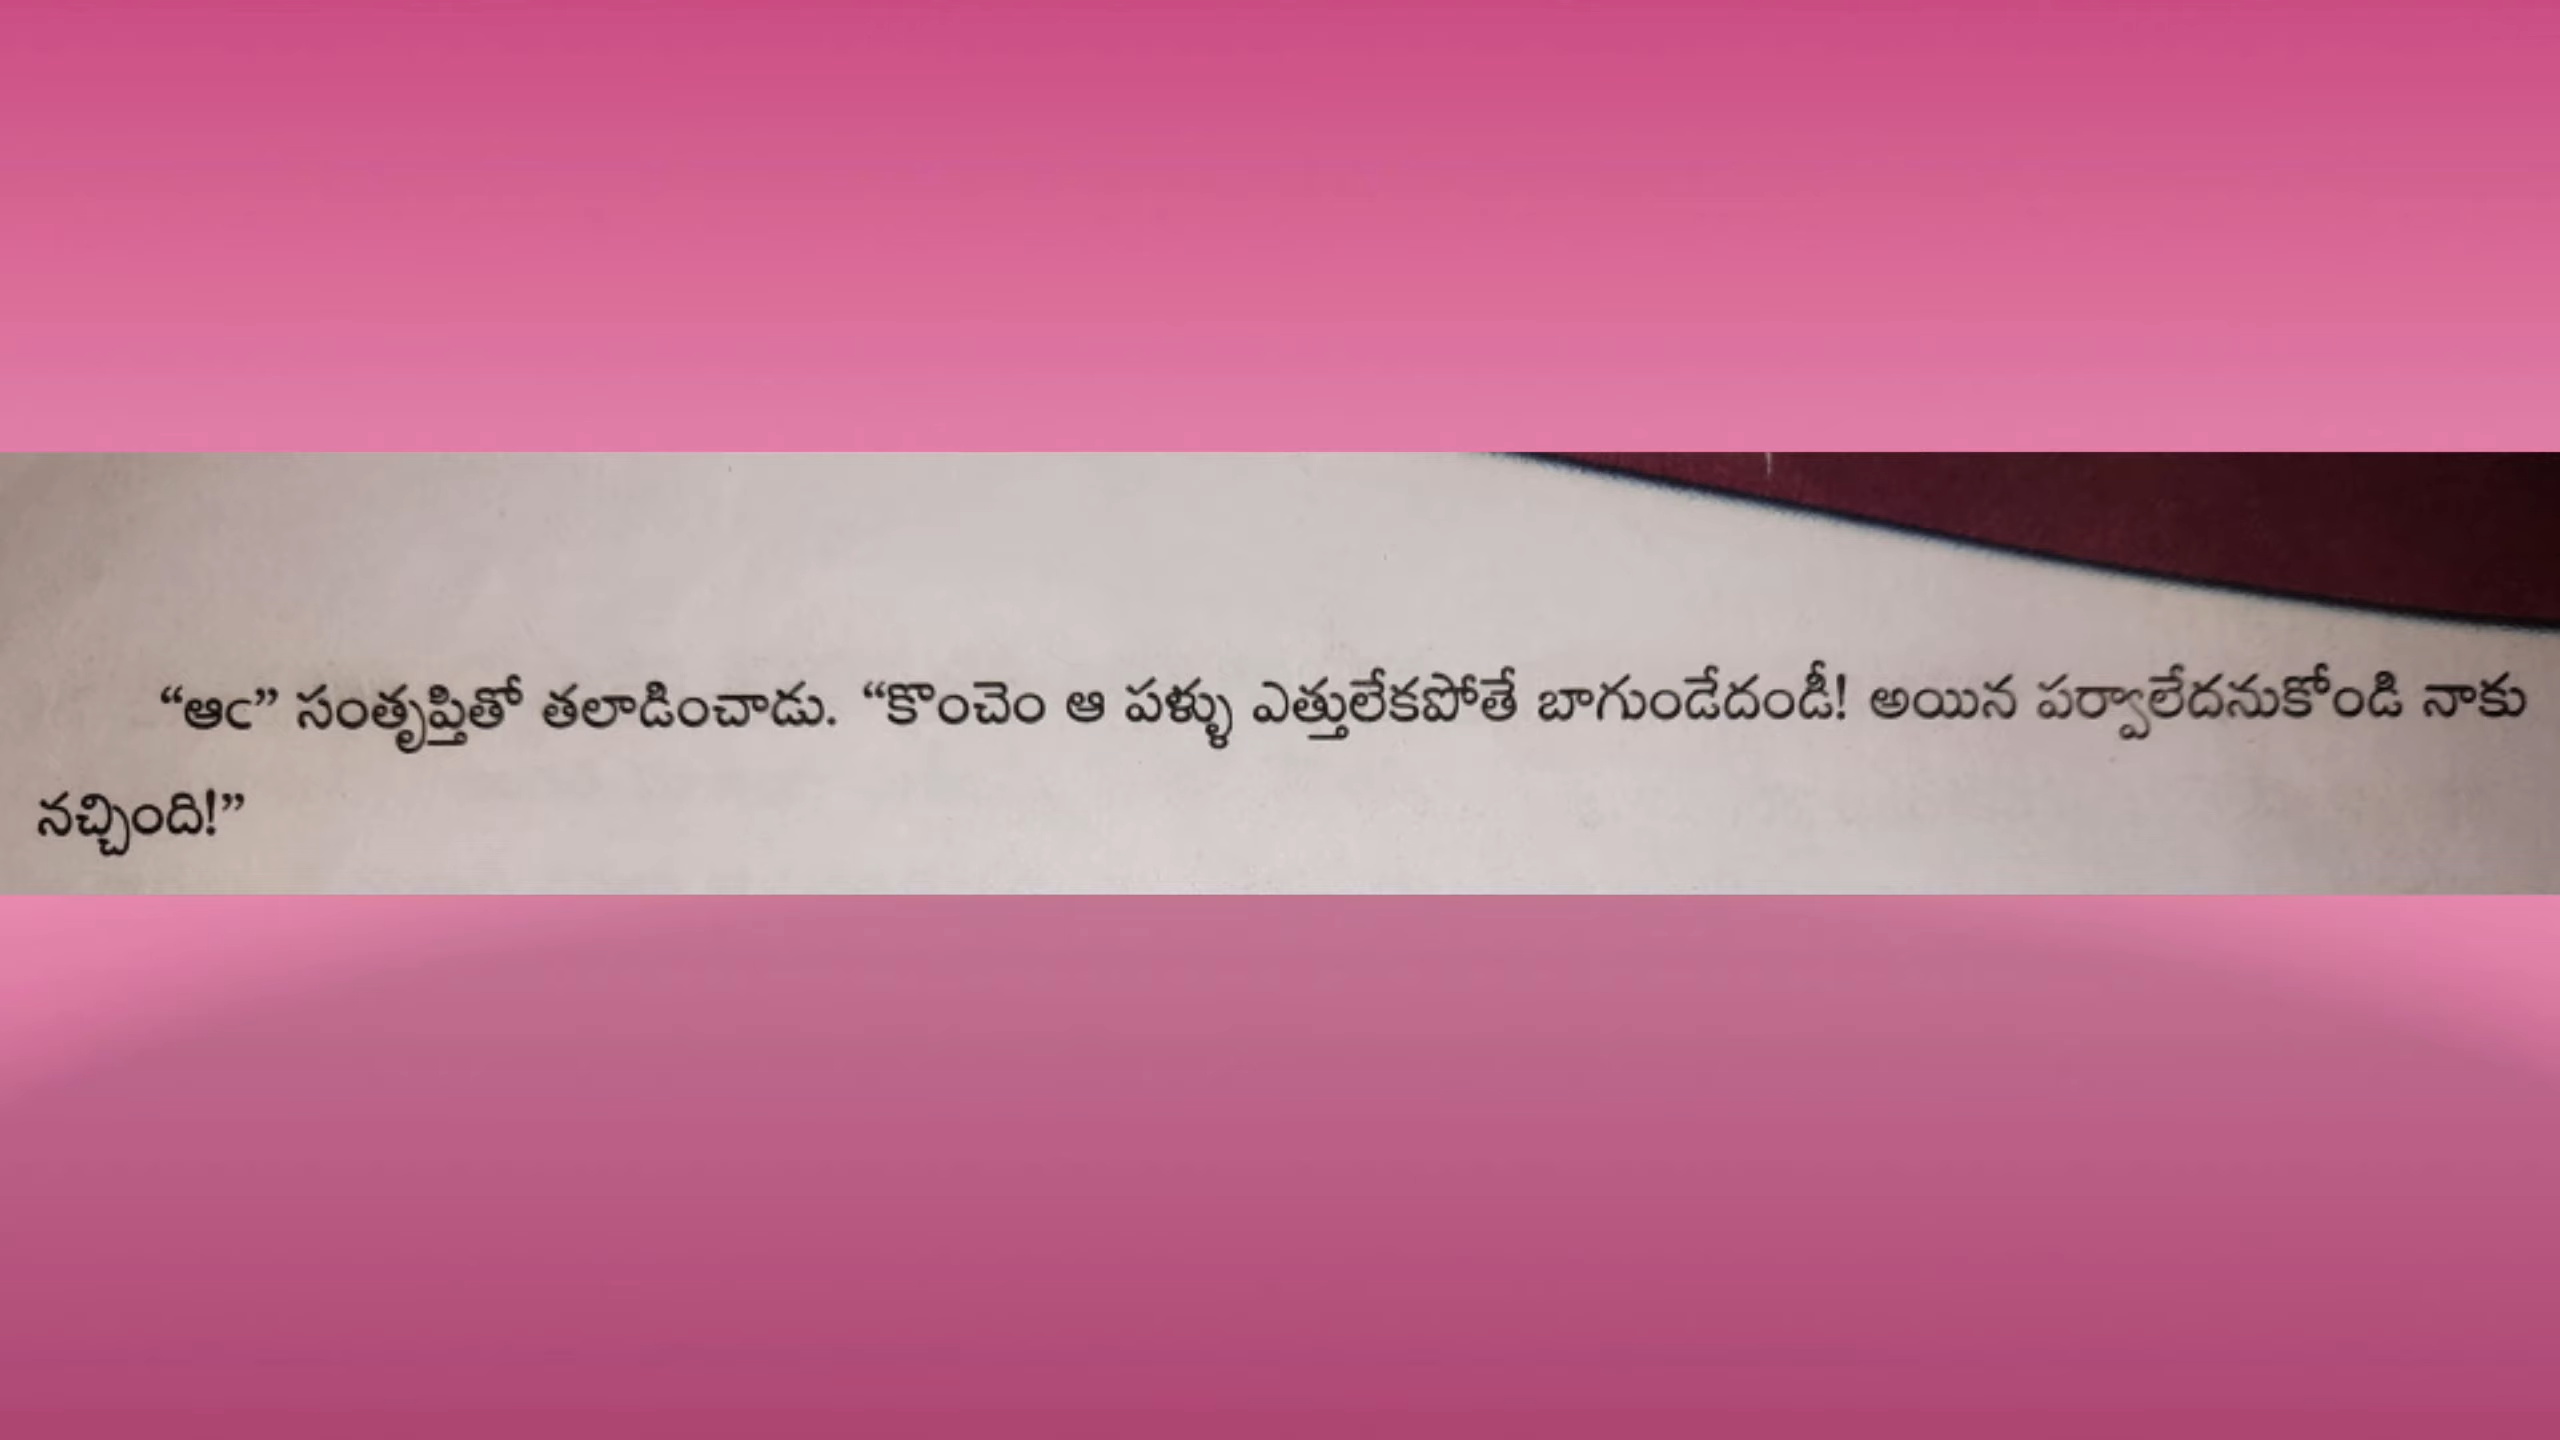 “ఆఁ” సంతృప్తితో తలాడించాడు. “కొంచెం ఆ పళ్ళు ఎత్తులేకపోతే బాగుండేదండీ! అయిన పర్వాలేదనుకోండి నాకు
నచ్చింది!”